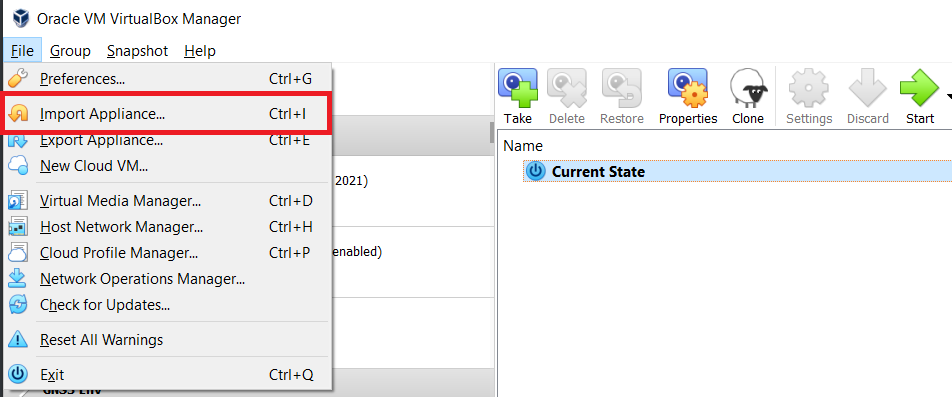 Oracle VM VirtualBox Manager
File Group Snapshot Help
Preferences... Ctrl+G
Import Appliance... Ctrl+I
Export Appliance... Ctrl+E
New Cloud VM...
Virtual Media Manager... Ctrl+D
Host Network Manager... Ctrl+H
Cloud Profile Manager... Ctrl+P
Network Operations Manager...
Check for Updates...
Reset All Warnings
Exit Ctrl+Q
2021)
enabled)
GNSS Env
Take Delete Restore Properties Clone Settings Discard Start
Name
Current State